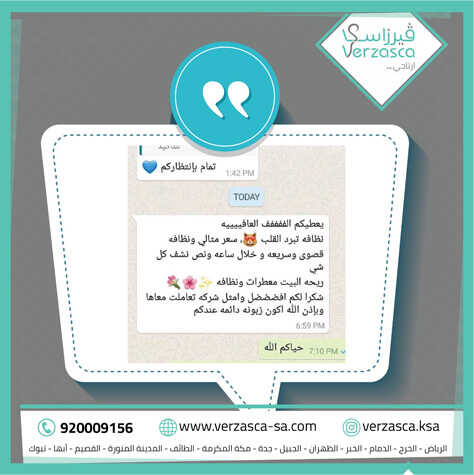 ڤيرزاسكا
Verzasca
ارتاحي...
تمام بإنتظاركم 💙
1:42 PM
TODAY
يعطيكم الففففف العافييييه
نظافه تبرد القلب 😻، سعر مثالي ونظافه
قصوى وسريعه و خلال ساعه ونص نشف كل
شي
ريحه البيت معطرات ونظافه ✨🌸💐
شكرا لكم افضضضل وامثل شركه تعاملت معاها
وبإذن الله اكون زبونه دائمه عندكم
6:59 PM
حياكم الله
7:10 PM
920009156
www.verzasca-sa.com
verzasca.ksa
الرياض - الخرج - الدمام - الخبر - الظهران - الجبيل - جدة - مكة المكرمة - الطائف - المدينة المنورة - القصيم - أبها - تبوك